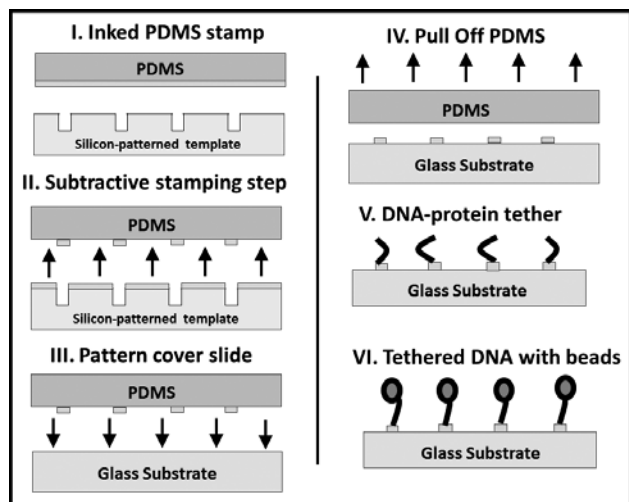 I. Inked PDMS stamp
PDMS
Silicon-patterned template
II. Subtractive stamping step
PDMS
Silicon-patterned template
III. Pattern cover slide
PDMS
Glass Substrate
IV. Pull Off PDMS
PDMS
Glass Substrate
V. DNA-protein tether
Glass Substrate
VI. Tethered DNA with beads
Glass Substrate